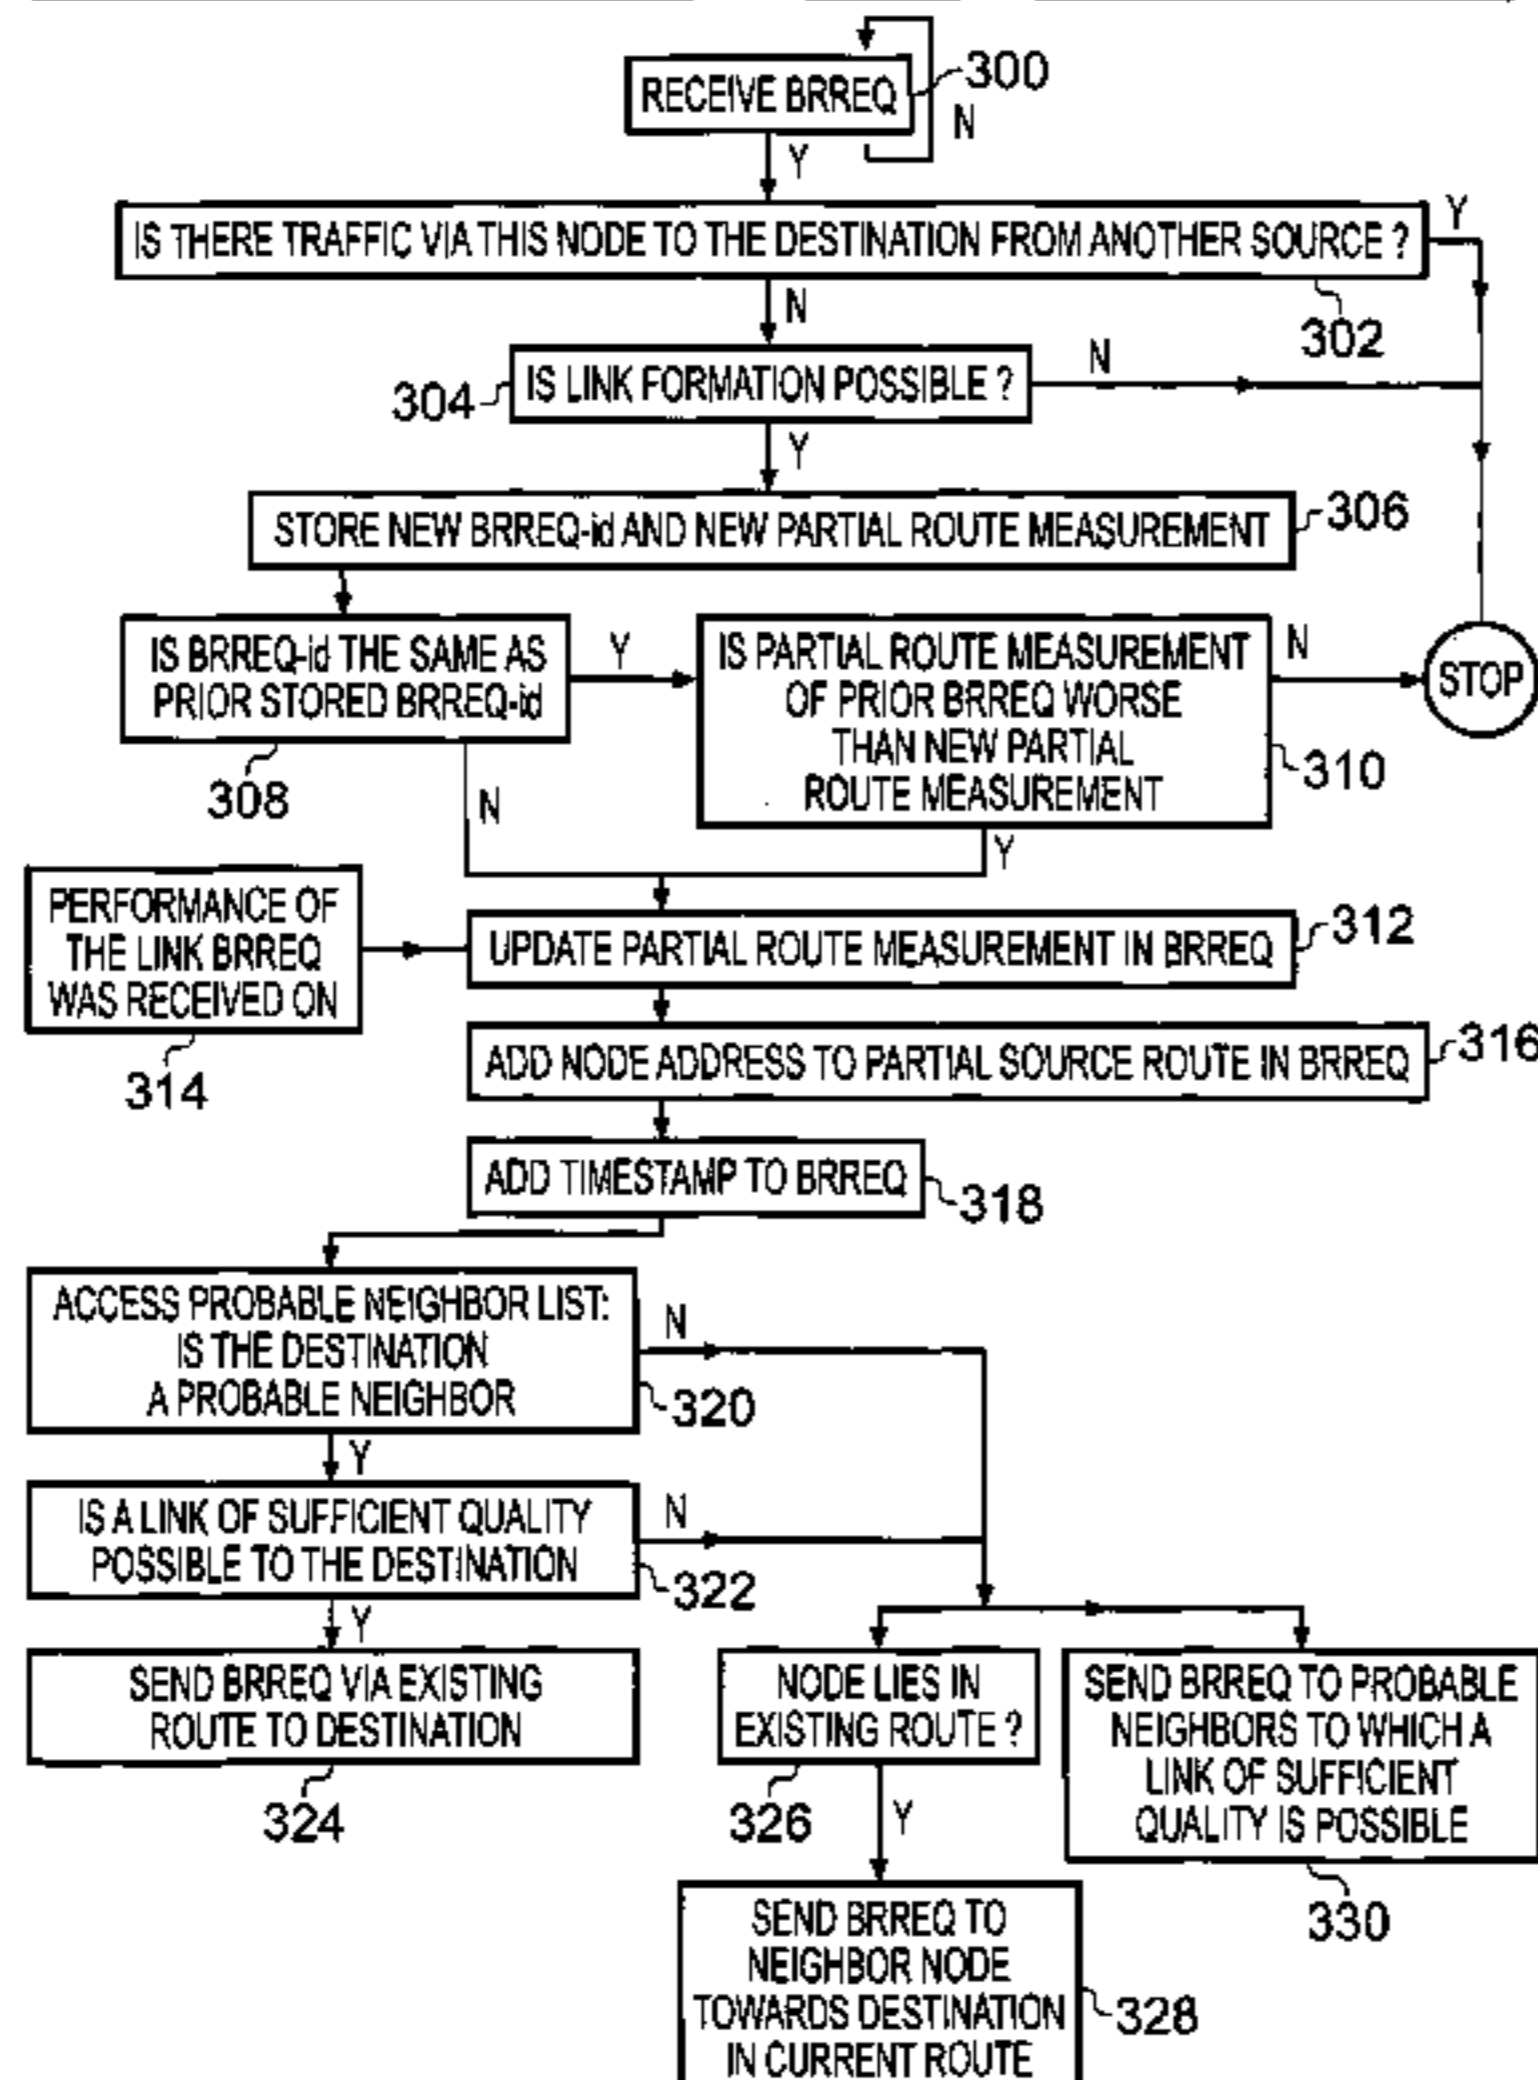 RECEIVE BRREQ
300
N
Y
IS THERE TRAFFIC VIA THIS NODE TO THE DESTINATION FROM ANOTHER SOURCE ?
Y
N
302
304
IS LINK FORMATION POSSIBLE ?
N
Y
STORE NEW BRREQ-id AND NEW PARTIAL ROUTE MEASUREMENT
306
IS BRREQ-id THE SAME AS
PRIOR STORED BRREQ-id
Y
308
N
IS PARTIAL ROUTE MEASUREMENT
OF PRIOR BRREQ WORSE
THAN NEW PARTIAL
ROUTE MEASUREMENT
N
STOP
310
Y
PERFORMANCE OF
THE LINK BRREQ
WAS RECEIVED ON
314
UPDATE PARTIAL ROUTE MEASUREMENT IN BRREQ
312
ADD NODE ADDRESS TO PARTIAL SOURCE ROUTE IN BRREQ
316
ADD TIMESTAMP TO BRREQ
318
ACCESS PROBABLE NEIGHBOR LIST:
IS THE DESTINATION
A PROBABLE NEIGHBOR
N
320
Y
IS A LINK OF SUFFICIENT QUALITY
POSSIBLE TO THE DESTINATION
N
322
Y
SEND BRREQ VIA EXISTING
ROUTE TO DESTINATION
324
NODE LIES IN
EXISTING ROUTE ?
326
Y
SEND BRREQ TO PROBABLE
NEIGHBORS TO WHICH A
LINK OF SUFFICIENT
QUALITY IS POSSIBLE
330
SEND BRREQ TO
NEIGHBOR NODE
TOWARDS DESTINATION
IN CURRENT ROUTE
328